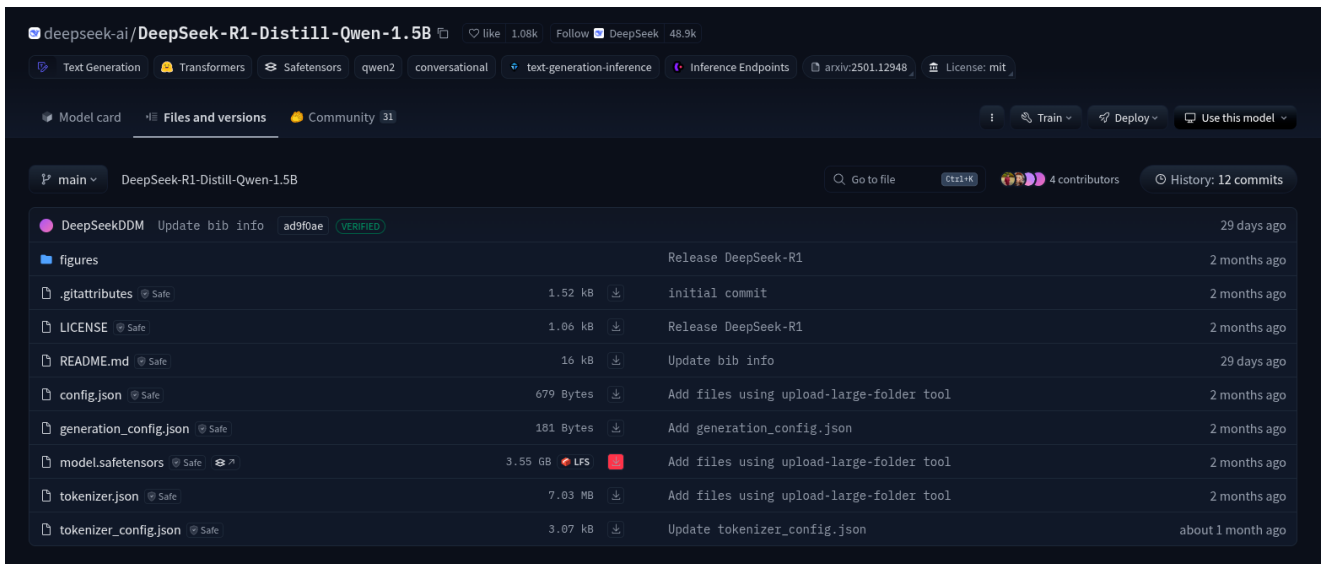 deepseek-ai/DeepSeek-R1-Distill-Qwen-1.5B like 1.08k Follow DeepSeek 48.9k
Text Generation Transformers Safetensors qwen2 conversational text-generation-inference Inference Endpoints arxiv:2501.12948 License: mit
Model card Files and versions Community 31 Train Deploy Use this model
main DeepSeek-R1-Distill-Qwen-1.5B Go to file Ctrl+K 4 contributors History: 12 commits
DeepSeekDDM Update bib info ad9f0ae VERIFIED 29 days ago
figures Release DeepSeek-R1 2 months ago
.gitattributes Safe 1.52 kB initial commit 2 months ago
LICENSE Safe 1.06 kB Release DeepSeek-R1 2 months ago
README.md Safe 16 kB Update bib info 29 days ago
config.json Safe 679 Bytes Add files using upload-large-folder tool 2 months ago
generation_config.json Safe 181 Bytes Add generation_config.json 2 months ago
model.safetensors Safe 3.55 GB LFS Add files using upload-large-folder tool 2 months ago
tokenizer.json Safe 7.03 MB Add files using upload-large-folder tool 2 months ago
tokenizer_config.json Safe 3.07 kB Update tokenizer_config.json about 1 month ago